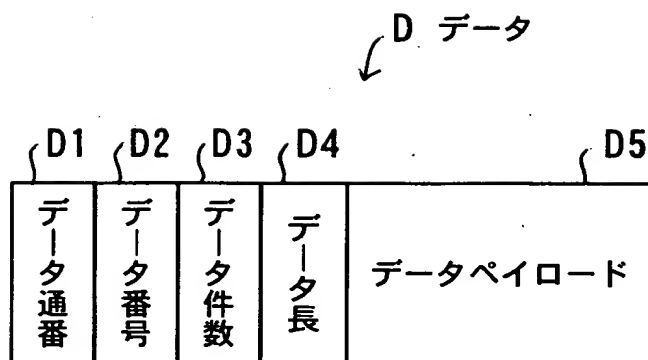 D データ
D1 D2 D3 D4 D5
データ通番
データ番号
データ件数
データ長
データペイロード